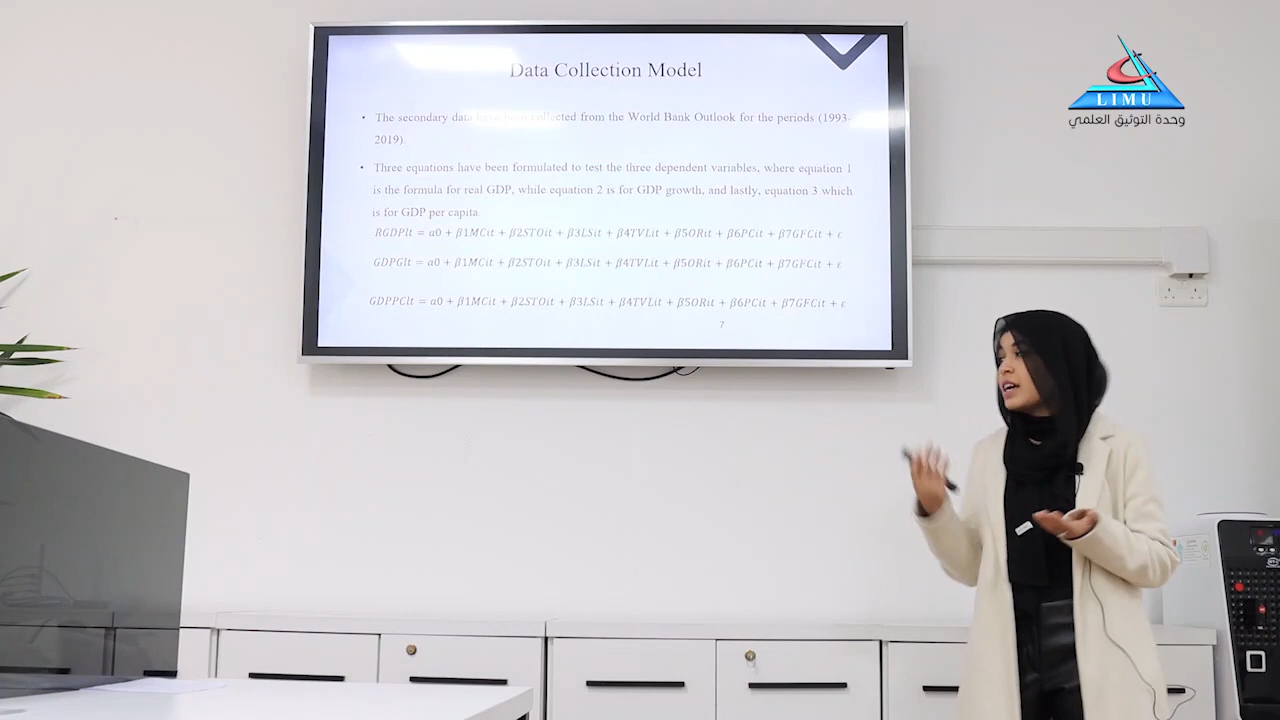 Data Collection Model
• The secondary data have been collected from the World Bank Outlook for the periods (1993-
2019).
• Three equations have been formulated to test the three dependent variables, where equation 1
is the formula for real GDP, while equation 2 is for GDP growth, and lastly, equation 3 which
is for GDP per capita.
RGDPlt = α0 + β1MCit + β2STOit + β3LSit + β4TVLit + β5ORit + β6PCit + β7GFCit + ε
GDPGlt = α0 + β1MCit + β2STOit + β3LSit + β4TVLit + β5ORit + β6PCit + β7GFCit + ε
GDPPClt = α0 + β1MCit + β2STOit + β3LSit + β4TVLit + β5ORit + β6PCit + β7GFCit + ε
7
LIMU
وحدة التوثيق العلمي